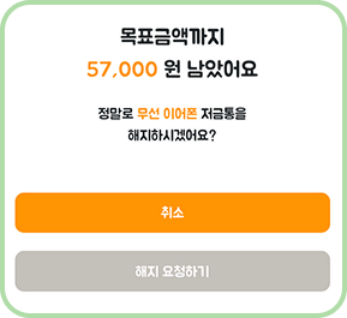 목표금액까지
57,000 원 남았어요
정말로 무선 이어폰 저금통을
해지하시겠어요?
취소
해지 요청하기